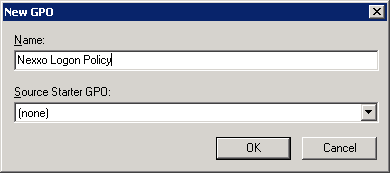 New GPO
Name:
Nexxo Logon Policy
Source Starter GPO:
(none)
OK
Cancel